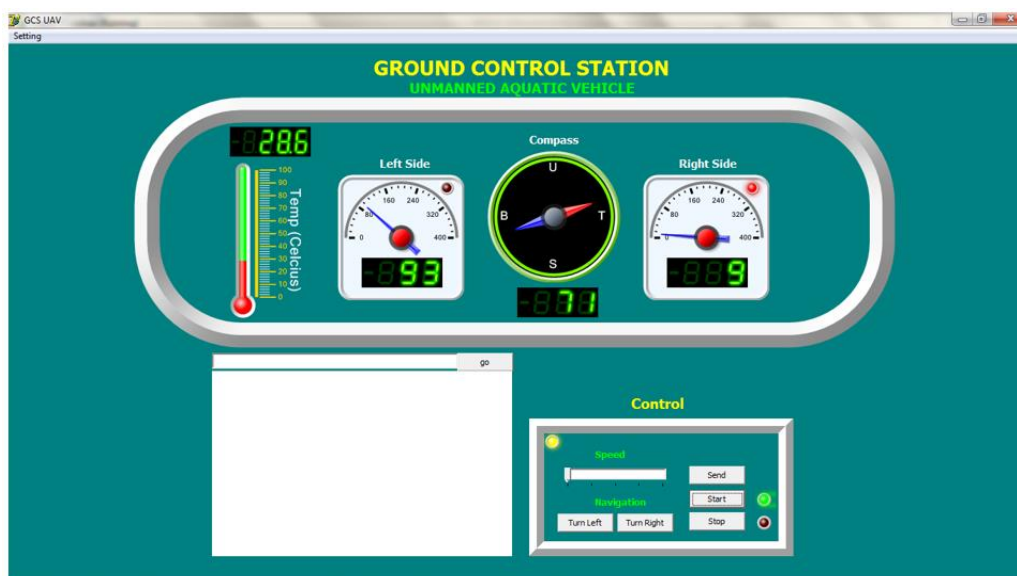 GCS UAV
Setting
GROUND CONTROL STATION
UNMANNED AQUATIC VEHICLE
28.6
100
90
80
70
60
50
40
30
20
10
0
Temp (Celcius)
Left Side
0
80
160
240
320
400
93
Compass
U
B
T
S
71
Right Side
0
80
160
240
320
400
9
go
Control
Speed
Send
Navigation
Start
Turn Left
Turn Right
Stop